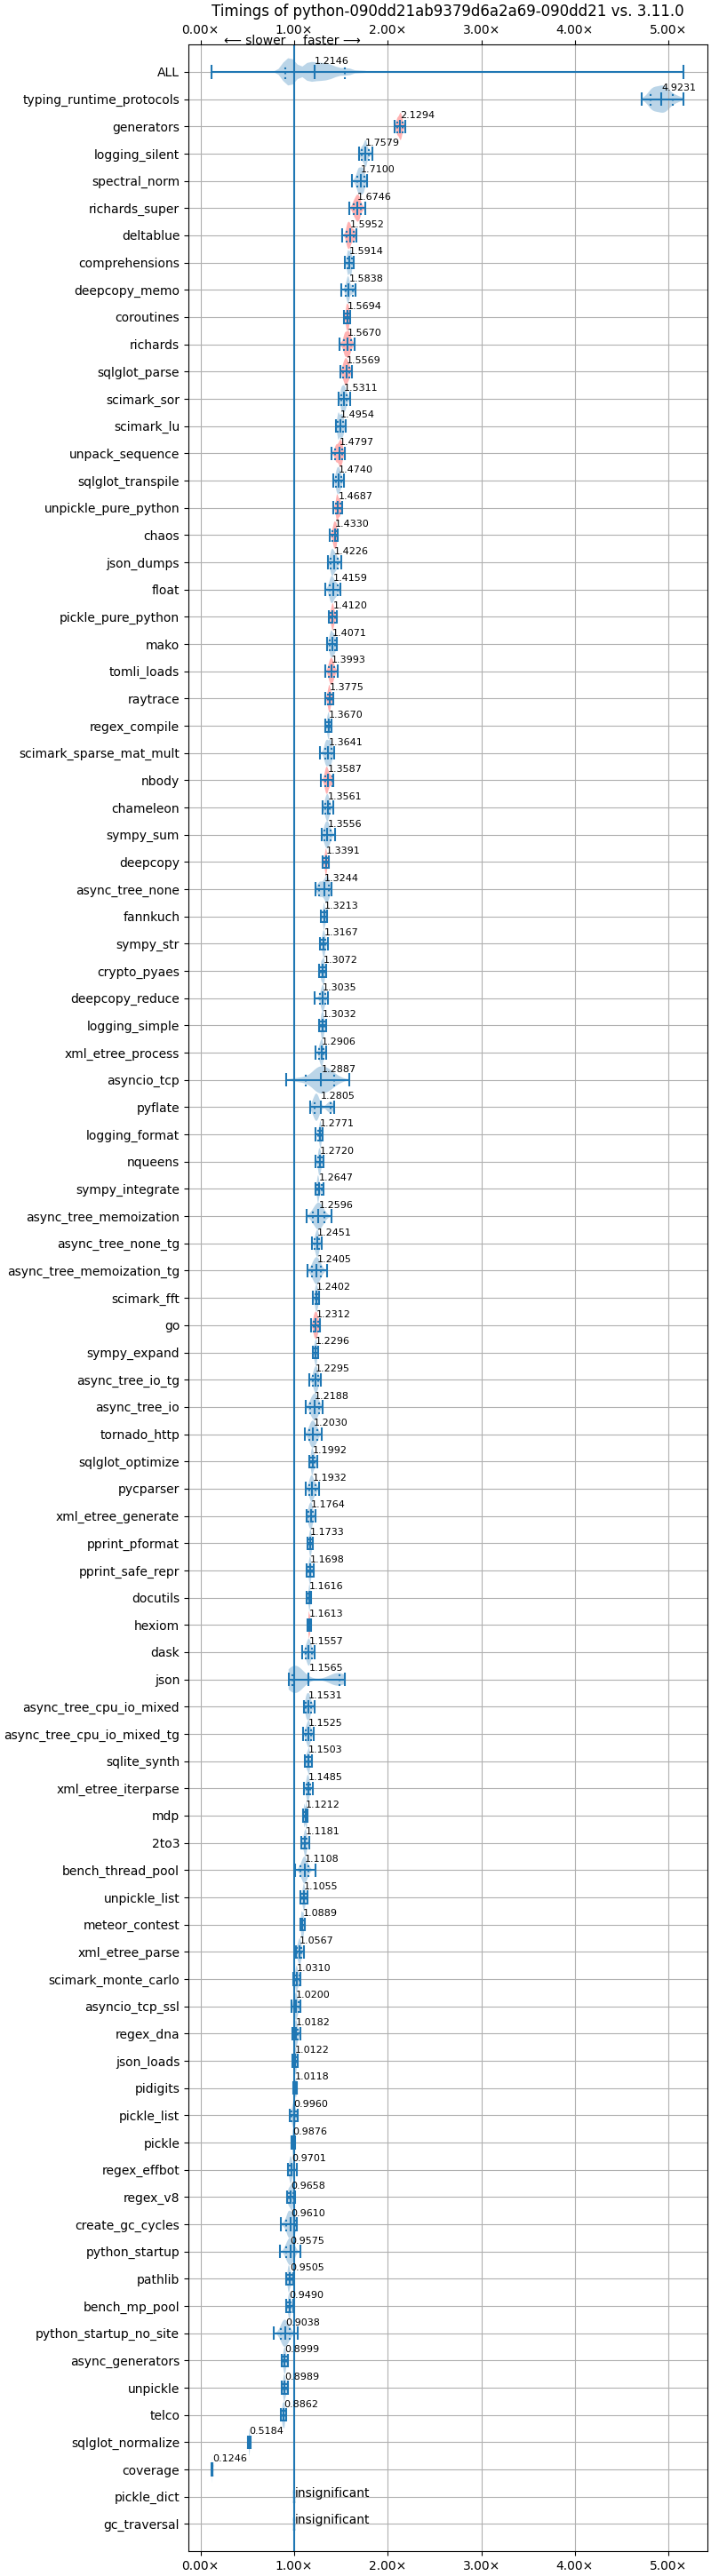 Timings of python-090dd21ab9379d6a2a69-090dd21 vs. 3.11.0
0.00× 1.00× 2.00× 3.00× 4.00× 5.00×
⟵ slower faster ⟶
ALL 1.2146
typing_runtime_protocols 4.9231
generators 2.1294
logging_silent 1.7579
spectral_norm 1.7100
richards_super 1.6746
deltablue 1.5952
comprehensions 1.5914
deepcopy_memo 1.5838
coroutines 1.5694
richards 1.5670
sqlglot_parse 1.5569
scimark_sor 1.5311
scimark_lu 1.4954
unpack_sequence 1.4797
sqlglot_transpile 1.4740
unpickle_pure_python 1.4687
chaos 1.4330
json_dumps 1.4226
float 1.4159
pickle_pure_python 1.4120
mako 1.4071
tomli_loads 1.3993
raytrace 1.3775
regex_compile 1.3670
scimark_sparse_mat_mult 1.3641
nbody 1.3587
chameleon 1.3561
sympy_sum 1.3556
deepcopy 1.3391
async_tree_none 1.3244
fannkuch 1.3213
sympy_str 1.3167
crypto_pyaes 1.3072
deepcopy_reduce 1.3035
logging_simple 1.3032
xml_etree_process 1.2906
asyncio_tcp 1.2887
pyflate 1.2805
logging_format 1.2771
nqueens 1.2720
sympy_integrate 1.2647
async_tree_memoization 1.2596
async_tree_none_tg 1.2451
async_tree_memoization_tg 1.2405
scimark_fft 1.2402
go 1.2312
sympy_expand 1.2296
async_tree_io_tg 1.2295
async_tree_io 1.2188
tornado_http 1.2030
sqlglot_optimize 1.1992
pycparser 1.1932
xml_etree_generate 1.1764
pprint_pformat 1.1733
pprint_safe_repr 1.1698
docutils 1.1616
hexiom 1.1613
dask 1.1557
json 1.1565
async_tree_cpu_io_mixed 1.1531
async_tree_cpu_io_mixed_tg 1.1525
sqlite_synth 1.1503
xml_etree_iterparse 1.1485
mdp 1.1212
2to3 1.1181
bench_thread_pool 1.1108
unpickle_list 1.1055
meteor_contest 1.0889
xml_etree_parse 1.0567
scimark_monte_carlo 1.0310
asyncio_tcp_ssl 1.0200
regex_dna 1.0182
json_loads 1.0122
pidigits 1.0118
pickle_list 0.9960
pickle 0.9876
regex_effbot 0.9701
regex_v8 0.9658
create_gc_cycles 0.9610
python_startup 0.9575
pathlib 0.9505
bench_mp_pool 0.9490
python_startup_no_site 0.9038
async_generators 0.8999
unpickle 0.8989
telco 0.8862
sqlglot_normalize 0.5184
coverage 0.1246
pickle_dict insignificant
gc_traversal insignificant
0.00× 1.00× 2.00× 3.00× 4.00× 5.00×